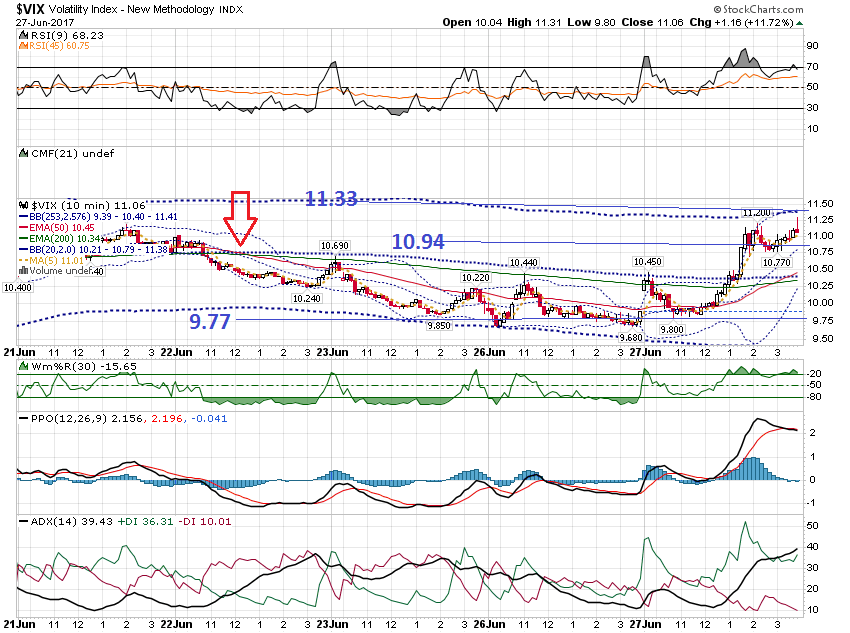 $VIX Volatility Index - New Methodology INDX
© StockCharts.com
27-Jun-2017
Open 10.04 High 11.31 Low 9.80 Close 11.06 Chg +1.16 (+11.72%)
RSI(9) 68.23
RSI(45) 60.75
90
70
50
30
10
CMF(21) undef
11.33
$VIX (10 min) 11.06
BB(253,2.576) 9.39 - 10.40 - 11.41
EMA(50) 10.45
EMA(200) 10.34
BB(20,2.0) 10.21 - 10.79 - 11.38
MA(5) 11.01
Volume undef
10.400
10.94
9.77
10.690
10.240
9.850
10.220
10.440
9.680
10.450
9.800
11.200
10.770
11.50
11.25
11.00
10.75
10.50
10.25
10.00
9.75
9.50
21Jun 11 12 1 2 3 22Jun 11 12 1 2 3 23Jun 11 12 1 2 3 26Jun 11 12 1 2 3 27Jun 11 12 1 2 3
Wm%R(30) -15.65
-20
-50
-80
PPO(12,26,9) 2.156, 2.196, -0.041
2
1
0
-1
ADX(14) 39.43 +DI 36.31 -DI 10.01
50
40
30
20
10
21Jun 11 12 1 2 3 22Jun 11 12 1 2 3 23Jun 11 12 1 2 3 26Jun 11 12 1 2 3 27Jun 11 12 1 2 3